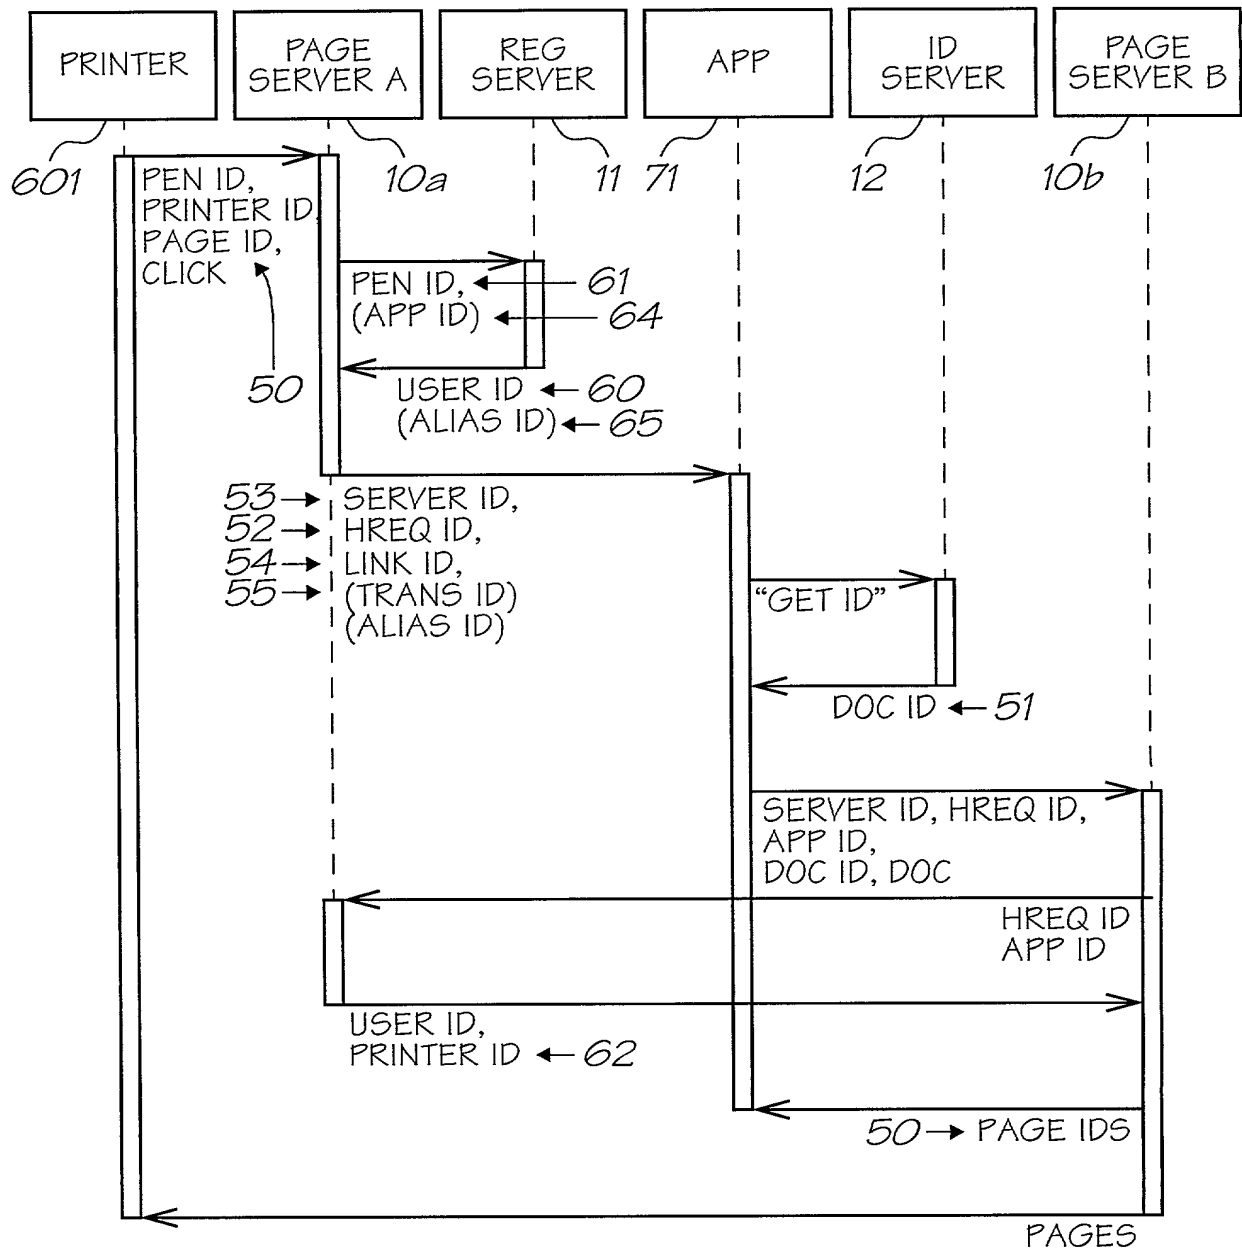 PRINTER
PAGE
SERVER A
REG
SERVER
APP
ID
SERVER
PAGE
SERVER B
601
10a
11
71
12
10b
PEN ID,
PRINTER ID
PAGE ID,
CLICK
50
PEN ID,
61
(APP ID)
64
USER ID
60
(ALIAS ID)
65
53
SERVER ID,
52
HREQ ID,
54
LINK ID,
55
(TRANS ID)
(ALIAS ID)
“GET ID”
DOC ID
51
SERVER ID, HREQ ID,
APP ID,
DOC ID, DOC
HREQ ID
APP ID
USER ID,
PRINTER ID
62
50
PAGE IDS
PAGES